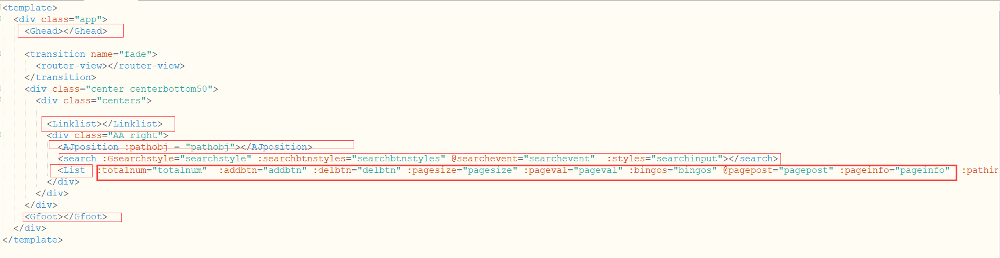 <template>
<div class="app">
<Ghead></Ghead>
<transition name="fade">
<router-view></router-view>
</transition>
<div class="center centerbottom50">
<div class="centers">
<Linklist></Linklist>
<div class="AA right">
<AJposition :pathobj = "pathobj"></AJposition>
<search :Gsearchstyle="searchstyle" :searchbtnstyles="searchbtnstyles" @searchevent="searchevent"  :styles="searchinput"></search>
<List :totalnum="totalnum"  :addbtn="addbtn" :delbtn="delbtn" :pagesize="pagesize" :pageval="pageval" :bingos="bingos" @pagepost="pagepost" :pageinfo="pageinfo"
</div>
</div>
</div>
<Gfoot></Gfoot>
</div>
</template>